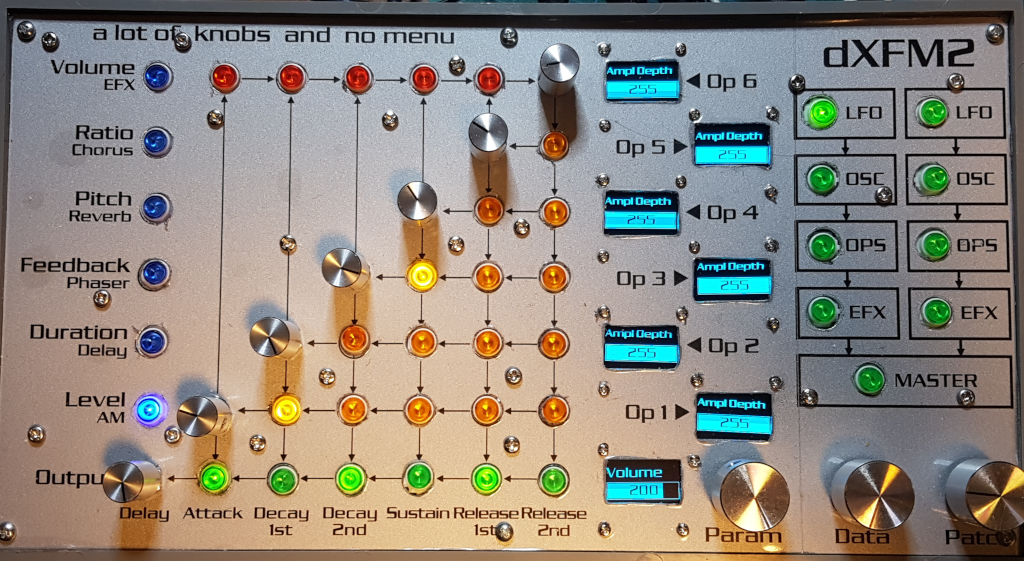 a lot of knobs and no menu
dXFM2
Volume
EFX
Ratio
Chorus
Pitch
Reverb
Feedback
Phaser
Duration
Delay
Level
AM
Outpu
Delay
Attack
Decay
1st
Decay
2nd
Sustain
Release
1st
Release
2nd
Ampl Depth
255
Op 6
Op 5
Ampl Depth
255
Ampl Depth
255
Op 4
Op 3
Ampl Depth
255
Ampl Depth
255
Op 2
Op 1
Ampl Depth
255
Volume
200
Param
Data
Patc
LFO
LFO
OSC
OSC
OPS
OPS
EFX
EFX
MASTER